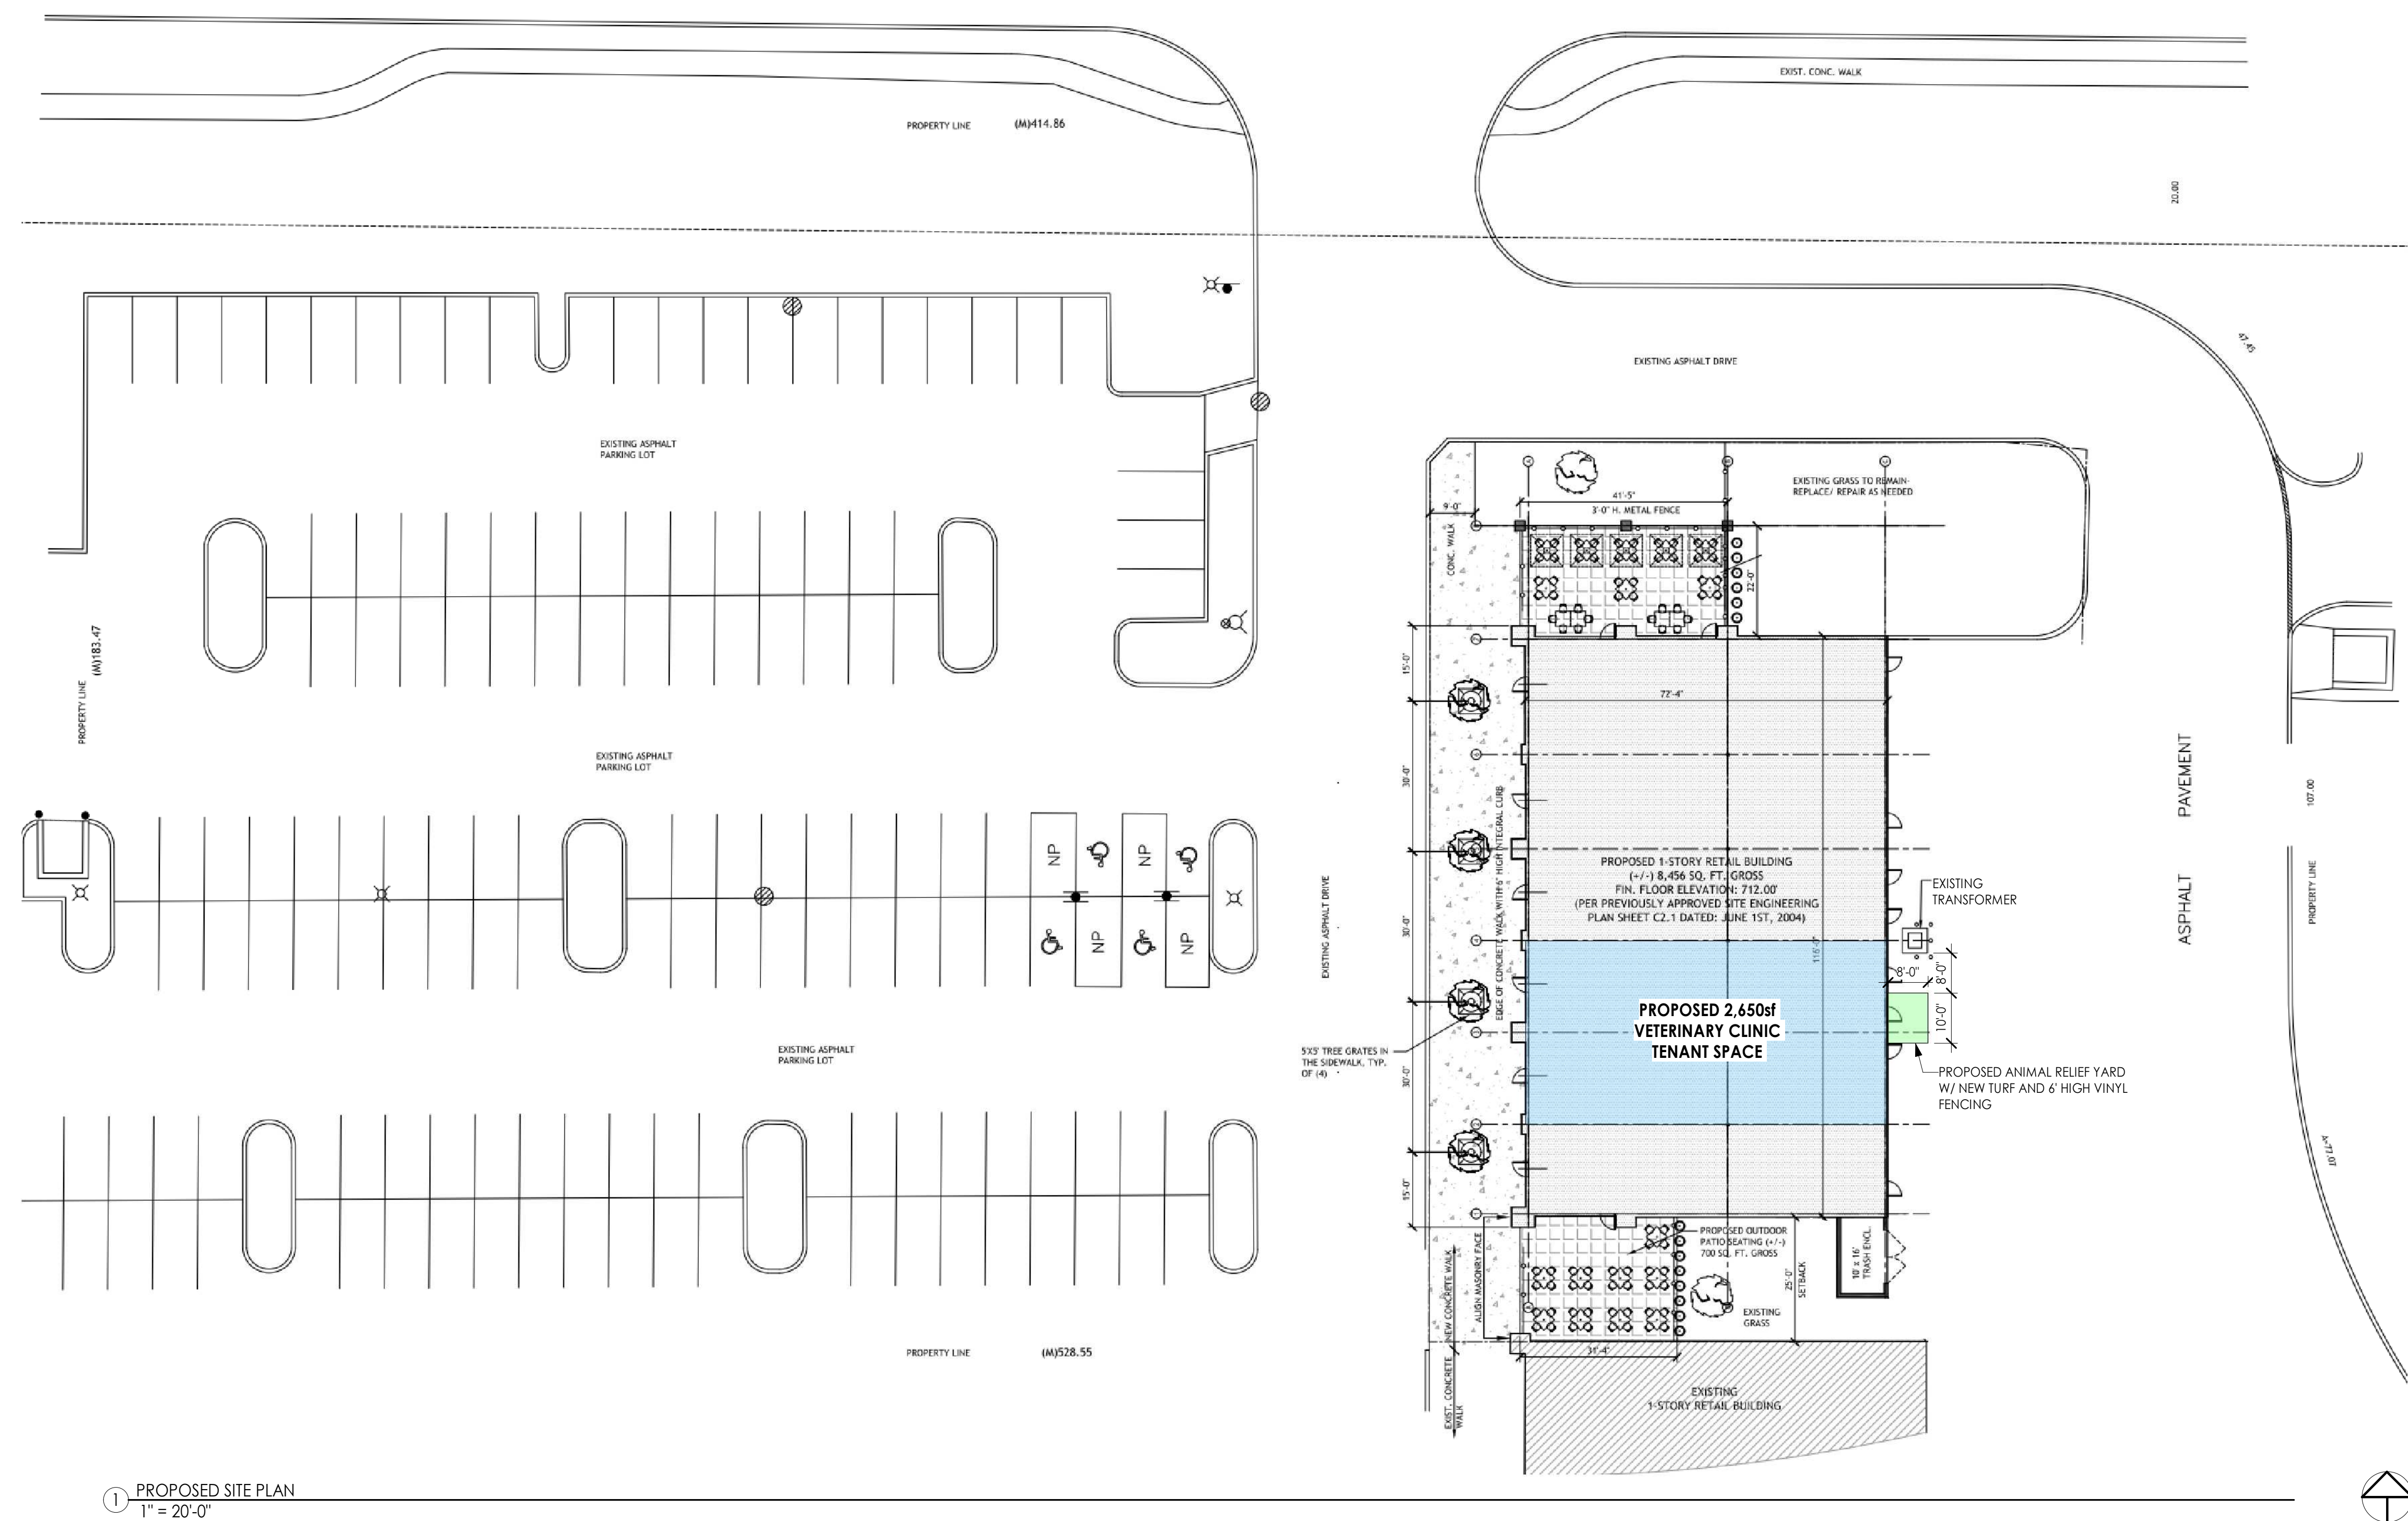 EXIST. CONC. WALK
PROPERTY LINE (M)414.86
20.00
47.45
EXISTING ASPHALT DRIVE
EXISTING ASPHALT
PARKING LOT
EXISTING GRASS TO REMAIN-
REPLACE/ REPAIR AS NEEDED
41'-5"
3'-0" H. METAL FENCE
9'-0"
CONC. WALK
22'-0"
PROPERTY LINE (M)183.47
15'-0"
72'-4"
EXISTING ASPHALT
PARKING LOT
30'-0"
EDGE OF CONCRETE WALK WITH 6" HIGH INTEGRAL CURB
ASPHALT PAVEMENT
107.00
PROPERTY LINE
NP
NP
NP
NP
PROPOSED 1-STORY RETAIL BUILDING
(+/-) 8,456 SQ. FT. GROSS
FIN. FLOOR ELEVATION: 712.00'
(PER PREVIOUSLY APPROVED SITE ENGINEERING
PLAN SHEET C2.1 DATED: JUNE 1ST, 2004)
EXISTING
TRANSFORMER
EXISTING ASPHALT DRIVE
30'-0"
116'-0"
8'-0"
8'-0"
10'-0"
PROPOSED 2,650sf
VETERINARY CLINIC
TENANT SPACE
EXISTING ASPHALT
PARKING LOT
5'X5' TREE GRATES IN
THE SIDEWALK, TYP.
OF (4)
30'-0"
PROPOSED ANIMAL RELIEF YARD
W/ NEW TURF AND 6' HIGH VINYL
FENCING
15'-0"
ALIGN MASONRY FACE
NEW CONCRETE WALK
EXIST. CONCRETE
WALK
PROPOSED OUTDOOR
PATIO SEATING (+/-)
700 SQ. FT. GROSS
25'-0"
SETBACK
10' x 16'
TRASH ENCL.
EXISTING
GRASS
31'-4"
PROPERTY LINE (M)528.55
EXISTING
1-STORY RETAIL BUILDING
1 PROPOSED SITE PLAN
1" = 20'-0"